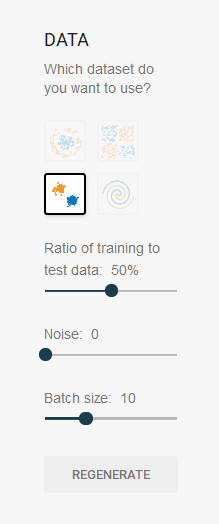 DATA
Which dataset do
you want to use?
Ratio of training to
test data: 50%
Noise: 0
Batch size: 10
REGENERATE